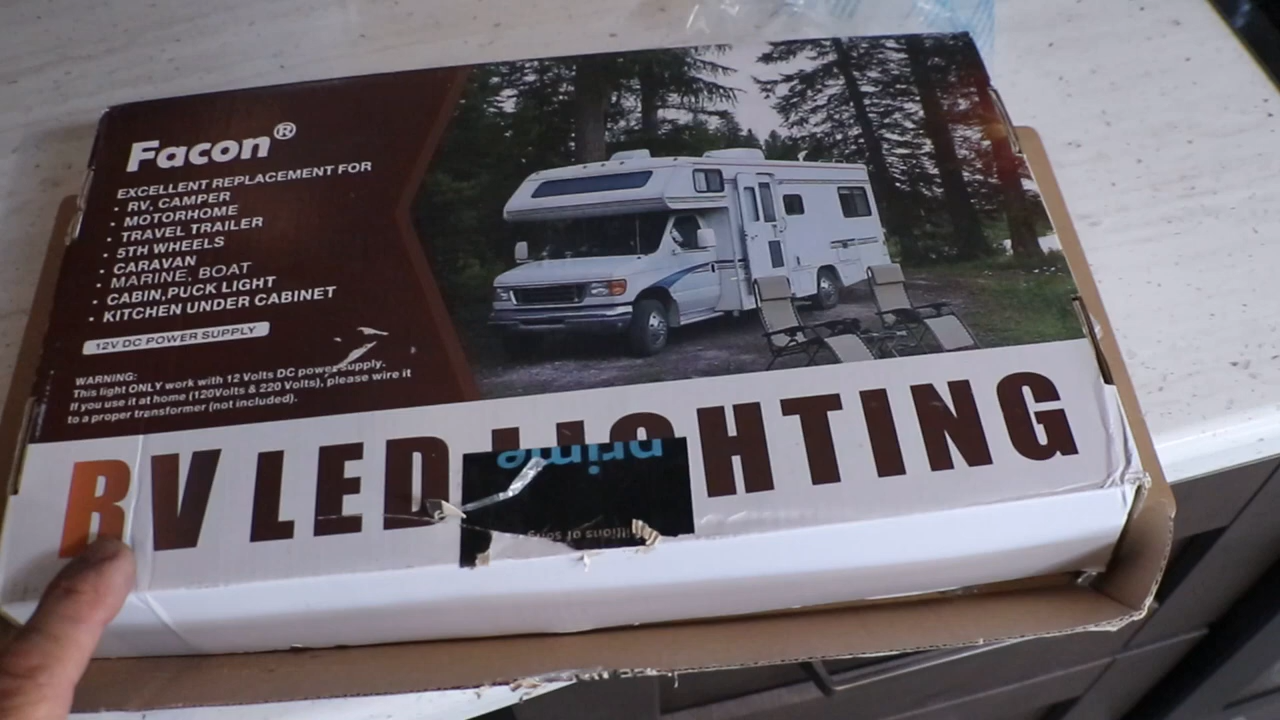 Facon®
EXCELLENT REPLACEMENT FOR
• RV, CAMPER
• MOTORHOME
• TRAVEL TRAILER
• 5TH WHEELS
• CARAVAN
• MARINE, BOAT
• CABIN,PUCK LIGHT
• KITCHEN UNDER CABINET
12V DC POWER SUPPLY
WARNING:
This light ONLY work with 12 Volts DC power supply.
If you use it at home (120Volts & 220 Volts), please wire it
to a proper transformer (not included).
RV LED LIGHTING
prime